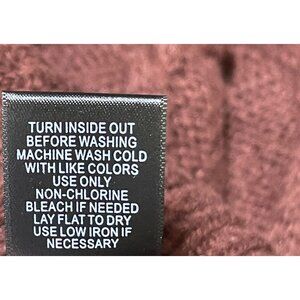 TURN INSIDE OUT
BEFORE WASHING
MACHINE WASH COLD
WITH LIKE COLORS
USE ONLY
NON-CHLORINE
BLEACH IF NEEDED
LAY FLAT TO DRY
USE LOW IRON IF
NECESSARY